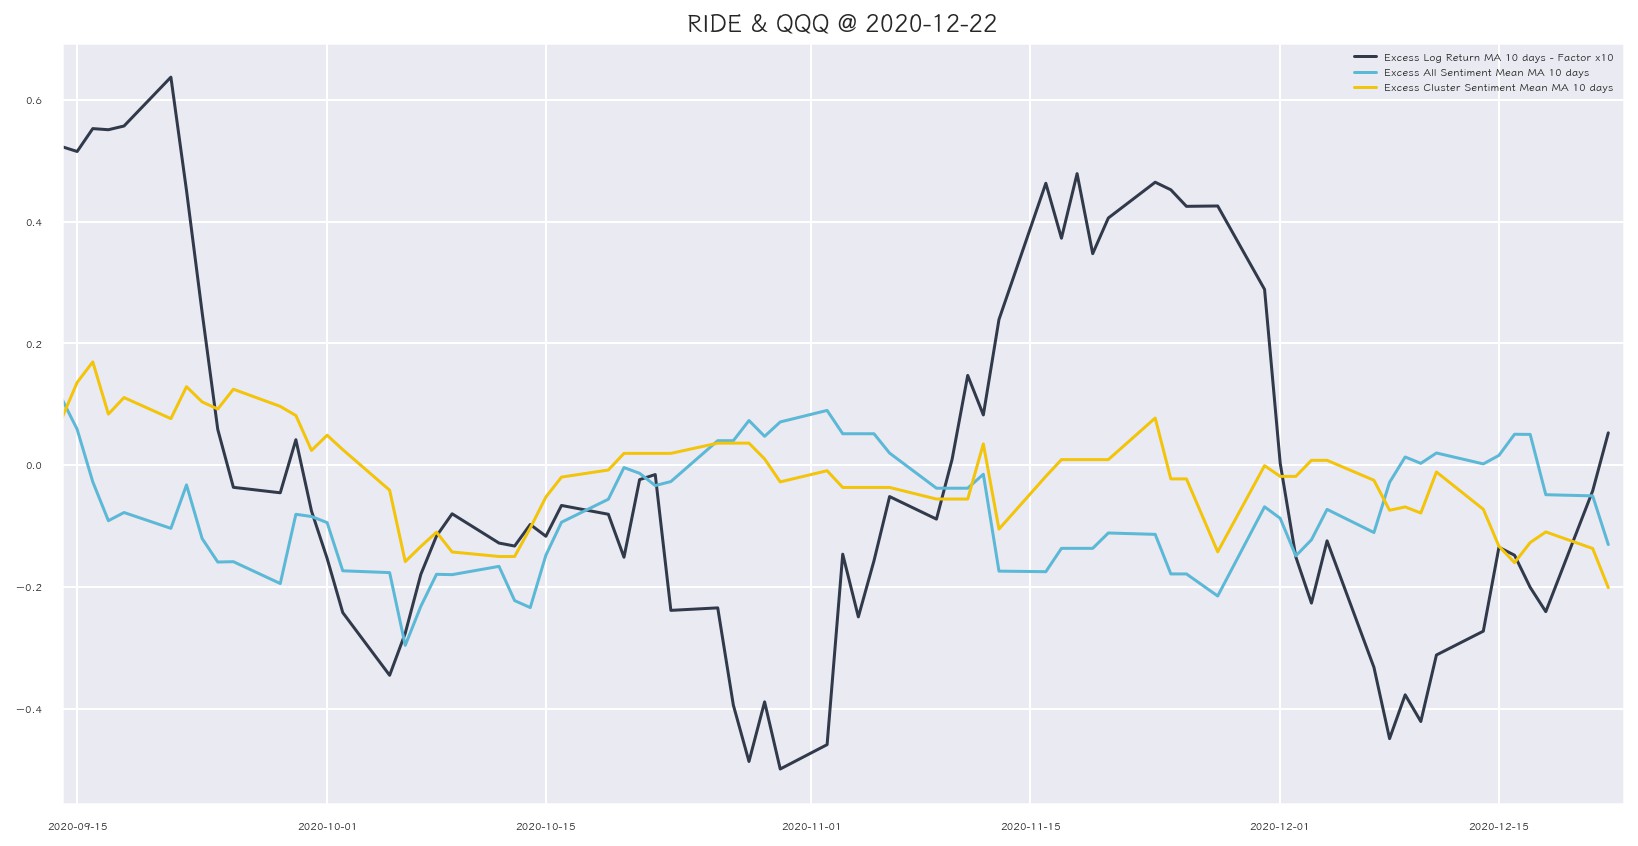 RIDE & QQQ @ 2020-12-22
Excess Log Return MA 10 days - Factor x10
Excess All Sentiment Mean MA 10 days
Excess Cluster Sentiment Mean MA 10 days
0.6
0.4
0.2
0.0
−0.2
−0.4
2020-09-15 2020-10-01 2020-10-15 2020-11-01 2020-11-15 2020-12-01 2020-12-15